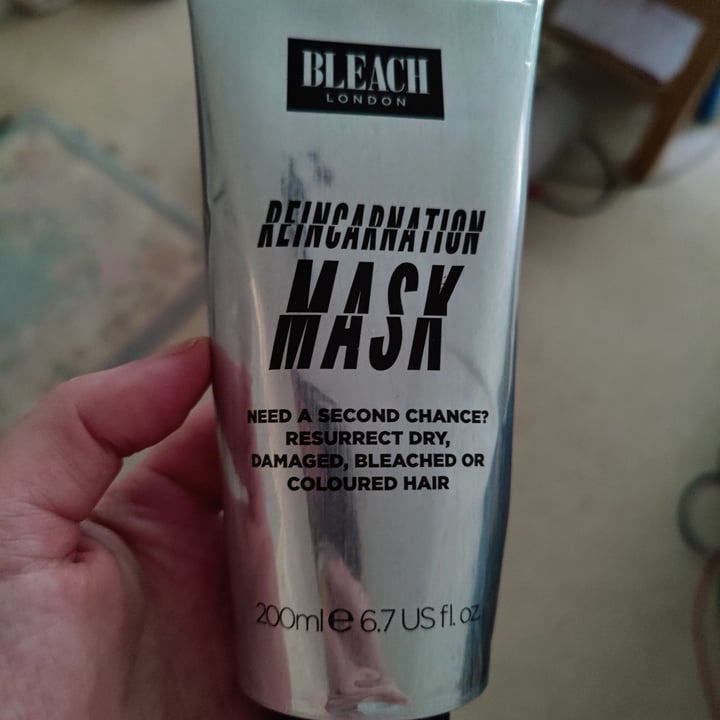 BLEACH
LONDON
REINCARNATION
MASK
NEED A SECOND CHANCE?
RESURRECT DRY,
DAMAGED, BLEACHED OR
COLOURED HAIR
200ml ℮ 6.7 US fl. oz